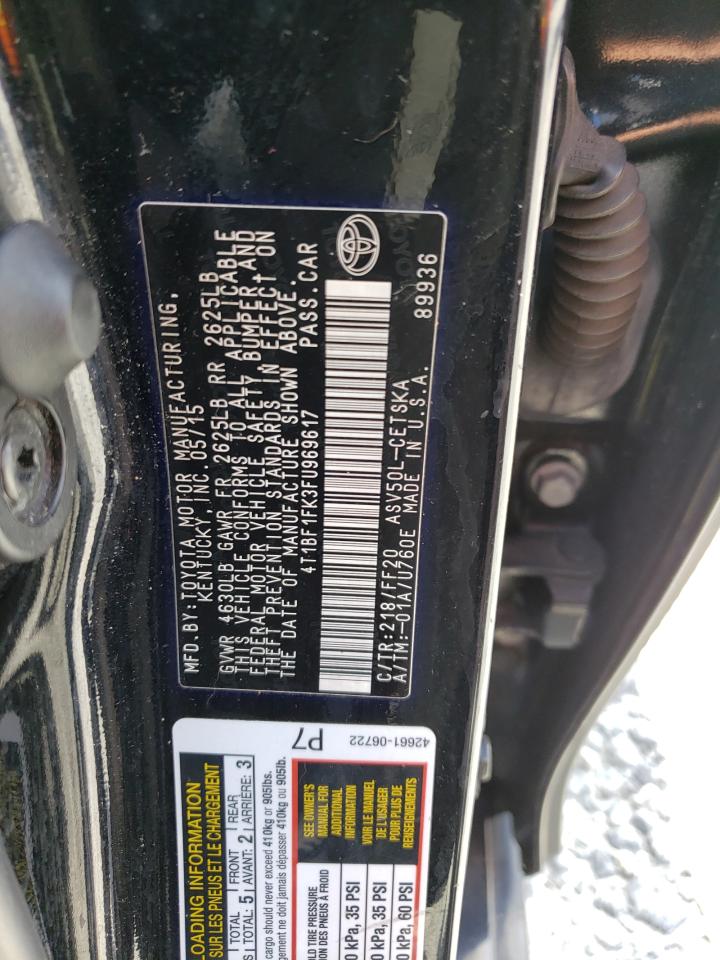 MFD.BY:TOYOTA MOTOR MANUFACTURING,
KENTUCKY, INC. 05/15
GVWR 4630LB GAWR FR 2625LB RR 2625LB
THIS VEHICLE CONFORMS TO ALL APPLICABLE
FEDERAL MOTOR VEHICLE SAFETY, BUMPER AND
THEFT PREVENTION STANDARDS IN EFFECT ON
THE DATE OF MANUFACTURE SHOWN ABOVE.
4T1BF1FK3FU969617 PASS.CAR
C/TR:218/FF20 ASV50L-CETSKA
A/TM:-01A/U760E MADE IN U.S.A. 89936
LOADING INFORMATION
SUR LES PNEUS ET LE CHARGEMENT
TOTAL 5 FRONT 2 REAR 3
TOTAL: AVANT: ARRIÈRE:
cargo should never exceed 410kg or 905lbs.
ne doit jamais dépasser 410kg ou 905lb.
TIRE PRESSURE
DES PNEUS À FROID
kPa, 35 PSI
kPa, 35 PSI
kPa, 60 PSI
SEE OWNER'S
MANUAL FOR
ADDITIONAL
INFORMATION
VOIR LE MANUEL
DE L'USAGER
POUR PLUS DE
RENSEIGNEMENTS
P7
42661-06722